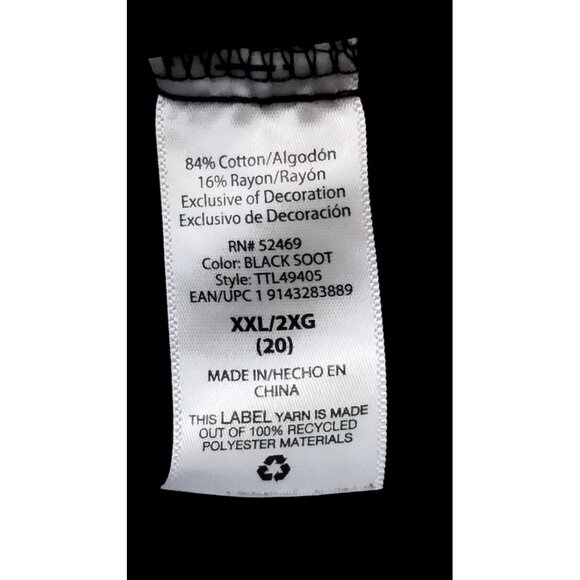 84% Cotton/Algodón
16% Rayon/Rayón
Exclusive of Decoration
Exclusivo de Decoración
RN# 52469
Color: BLACK SOOT
Style: TTL49405
EAN/UPC 1 9143283889
XXL/2XG
(20)
MADE IN/HECHO EN
CHINA
THIS LABEL YARN IS MADE
OUT OF 100% RECYCLED
POLYESTER MATERIALS